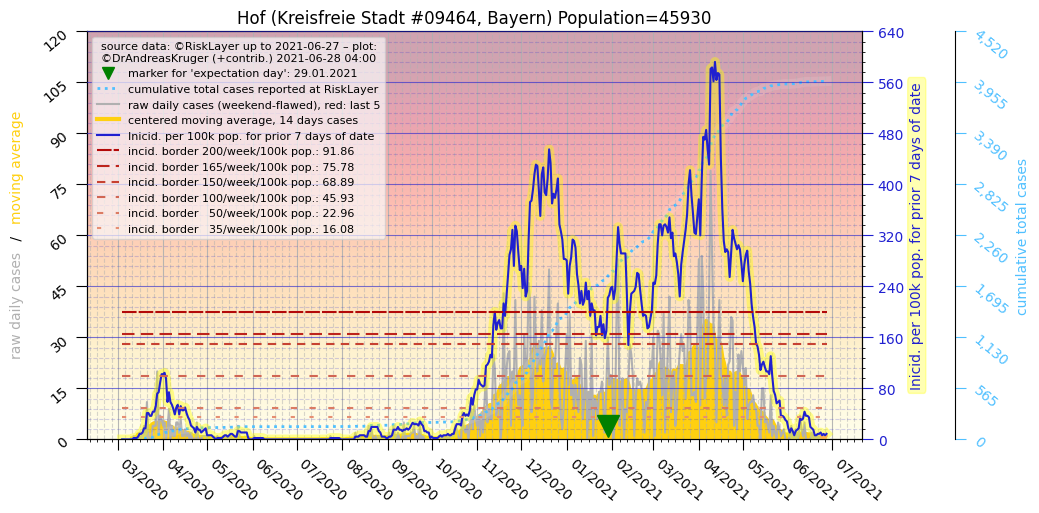 Hof (Kreisfreie Stadt #09464, Bayern) Population=45930
source data: ©RiskLayer up to 2021-06-27 – plot:
©DrAndreasKruger (+contrib.) 2021-06-28 04:00
marker for 'expectation day': 29.01.2021
cumulative total cases reported at RiskLayer
raw daily cases (weekend-flawed), red: last 5
centered moving average, 14 days cases
Inicid. per 100k pop. for prior 7 days of date
incid. border 200/week/100k pop.: 91.86
incid. border 165/week/100k pop.: 75.78
incid. border 150/week/100k pop.: 68.89
incid. border 100/week/100k pop.: 45.93
incid. border   50/week/100k pop.: 22.96
incid. border   35/week/100k pop.: 16.08
raw daily cases  /  moving average
120
105
90
75
60
45
30
15
0
640
560
480
400
320
240
160
80
0
Inicid. per 100k pop. for prior 7 days of date
4,520
3,955
3,390
2,825
2,260
1,695
1,130
565
0
cumulative total cases
03/2020
04/2020
05/2020
06/2020
07/2020
08/2020
09/2020
10/2020
11/2020
12/2020
01/2021
02/2021
03/2021
04/2021
05/2021
06/2021
07/2021